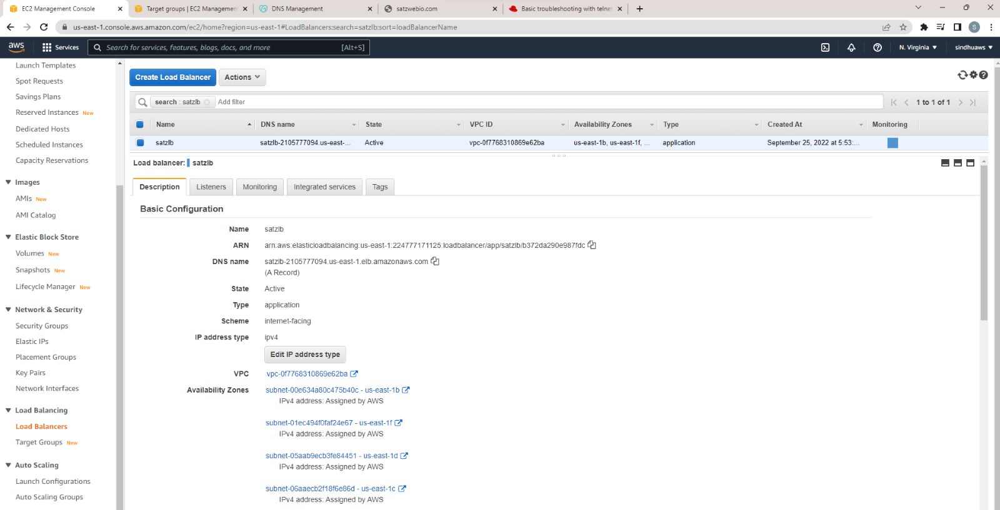 EC2 Management Console
Target groups | EC2 Management
DNS Management
satzwebio.com
Basic troubleshooting with telnet
us-east-1.console.aws.amazon.com/ec2/home?region=us-east-1#LoadBalancers:search=satzlb:sort=loadBalancerName
S
aws
Services
Search for services, features, blogs, docs, and more
[Alt+S]
N. Virginia
sindhuaws
Launch Templates
Spot Requests
Savings Plans
Reserved Instances New
Dedicated Hosts
Scheduled Instances
Capacity Reservations
Images
AMIs New
AMI Catalog
Elastic Block Store
Volumes New
Snapshots New
Lifecycle Manager New
Network & Security
Security Groups
Elastic IPs
Placement Groups
Key Pairs
Network Interfaces
Load Balancing
Load Balancers
Target Groups New
Auto Scaling
Launch Configurations
Auto Scaling Groups
Create Load Balancer
Actions
search : satzlb
Add filter
1 to 1 of 1
Name DNS name State VPC ID Availability Zones Type Created At Monitoring
satzlb satzlb-2105777094.us-east-... Active vpc-0f7768310869e62ba us-east-1b, us-east-1f, ... application September 25, 2022 at 5:53:...
Load balancer: satzlb
Description
Listeners
Monitoring
Integrated services
Tags
Basic Configuration
Name satzlb
ARN arn:aws:elasticloadbalancing:us-east-1:224777171125:loadbalancer/app/satzlb/b372da290e987fdc
DNS name satzlb-2105777094.us-east-1.elb.amazonaws.com
(A Record)
State Active
Type application
Scheme internet-facing
IP address type ipv4
Edit IP address type
VPC vpc-0f7768310869e62ba
Availability Zones subnet-00e634a80c475b40c - us-east-1b
IPv4 address: Assigned by AWS
subnet-01ec494f0faf24e67 - us-east-1f
IPv4 address: Assigned by AWS
subnet-05aab9ecb3fe84451 - us-east-1d
IPv4 address: Assigned by AWS
subnet-06aaecb2f18f6e86d - us-east-1c
IPv4 address: Assigned by AWS